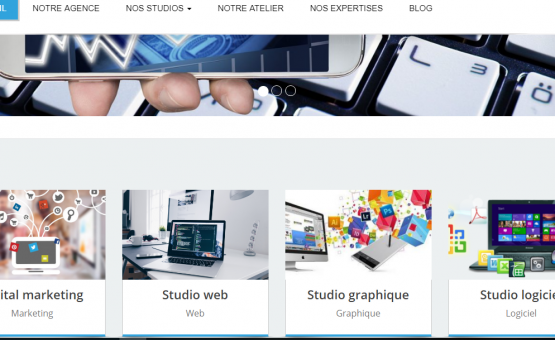 IL NOTRE AGENCE NOS STUDIOS NOTRE ATELIER NOS EXPERTISES BLOG
L 3 Ö
ital marketing Studio web Studio graphique Studio logicie
Marketing Web Graphique Logiciel